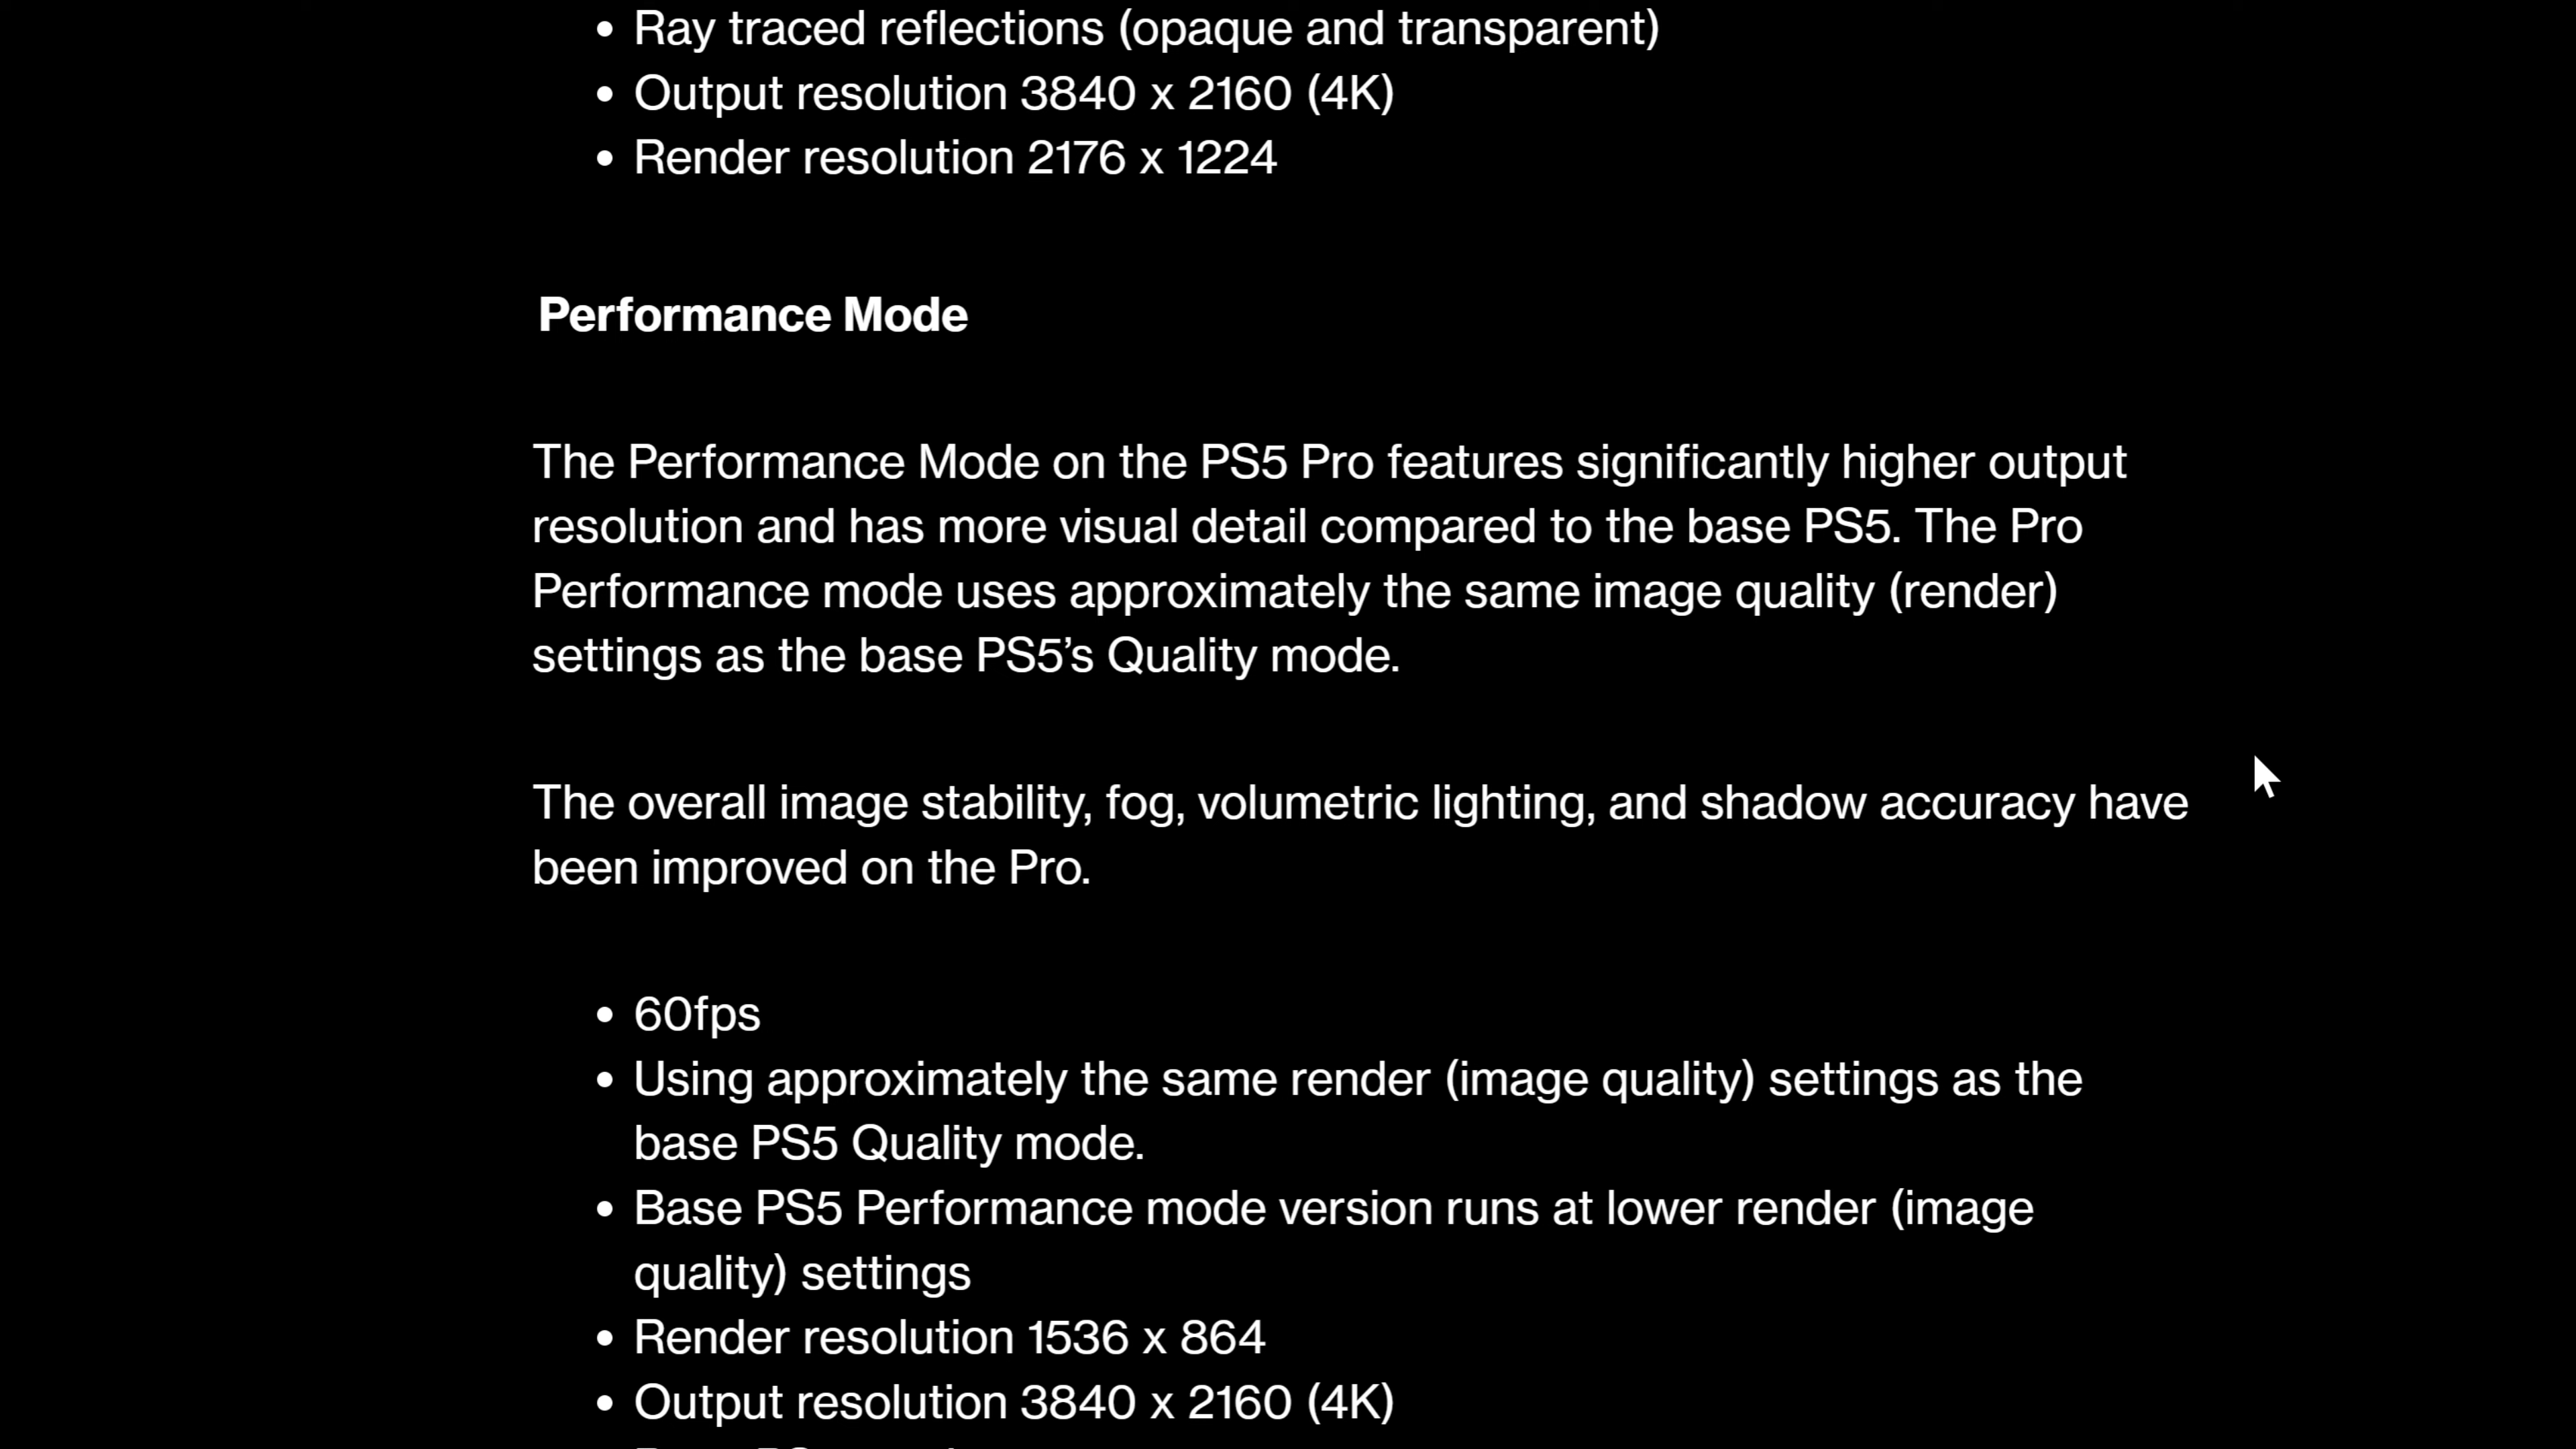 • Ray traced reflections (opaque and transparent)
• Output resolution 3840 x 2160 (4K)
• Render resolution 2176 x 1224
Performance Mode
The Performance Mode on the PS5 Pro features significantly higher output
resolution and has more visual detail compared to the base PS5. The Pro
Performance mode uses approximately the same image quality (render)
settings as the base PS5’s Quality mode.
The overall image stability, fog, volumetric lighting, and shadow accuracy have
been improved on the Pro.
• 60fps
• Using approximately the same render (image quality) settings as the
base PS5 Quality mode.
• Base PS5 Performance mode version runs at lower render (image
quality) settings
• Render resolution 1536 x 864
• Output resolution 3840 x 2160 (4K)